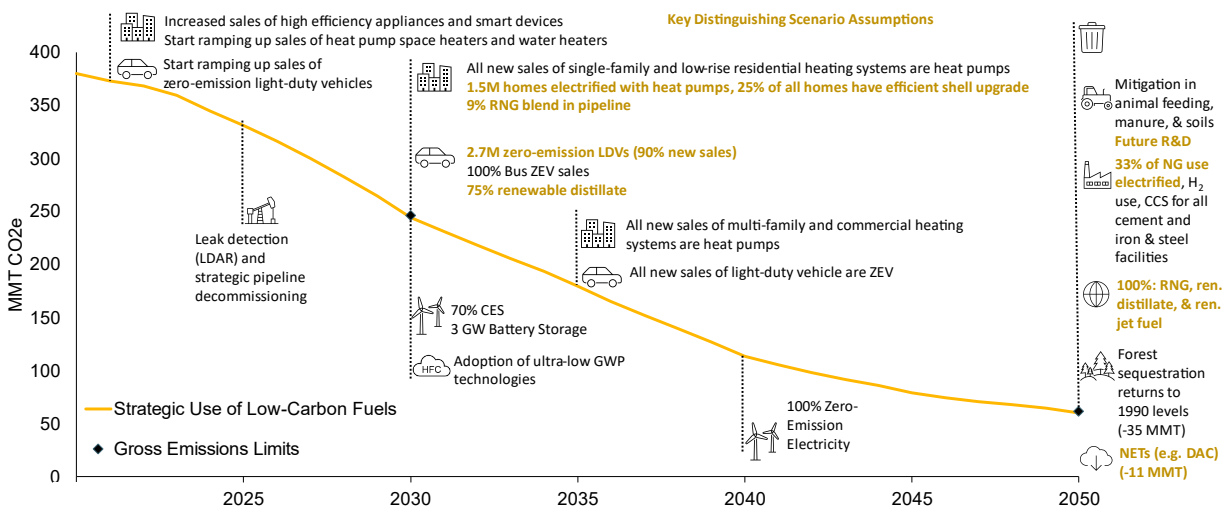 Key Distinguishing Scenario Assumptions
Increased sales of high efficiency appliances and smart devices
Start ramping up sales of heat pump space heaters and water heaters
Start ramping up sales of
zero-emission light-duty vehicles
All new sales of single-family and low-rise residential heating systems are heat pumps
1.5M homes electrified with heat pumps, 25% of all homes have efficient shell upgrade
9% RNG blend in pipeline
2.7M zero-emission LDVs (90% new sales)
100% Bus ZEV sales
75% renewable distillate
Leak detection
(LDAR) and
strategic pipeline
decommissioning
All new sales of multi-family and commercial heating
systems are heat pumps
All new sales of light-duty vehicle are ZEV
70% CES
3 GW Battery Storage
HFC
Adoption of ultra-low GWP
technologies
100% Zero-
Emission
Electricity
Mitigation in
animal feeding,
manure, & soils
Future R&D
33% of NG use
electrified, H2
use, CCS for all
cement and
iron & steel
facilities
100%: RNG, ren.
distillate, & ren.
jet fuel
Forest
sequestration
returns to
1990 levels
(-35 MMT)
NETs (e.g. DAC)
(-11 MMT)
MMT CO2e
400
350
300
250
200
150
100
50
0
Strategic Use of Low-Carbon Fuels
Gross Emissions Limits
2025
2030
2035
2040
2045
2050